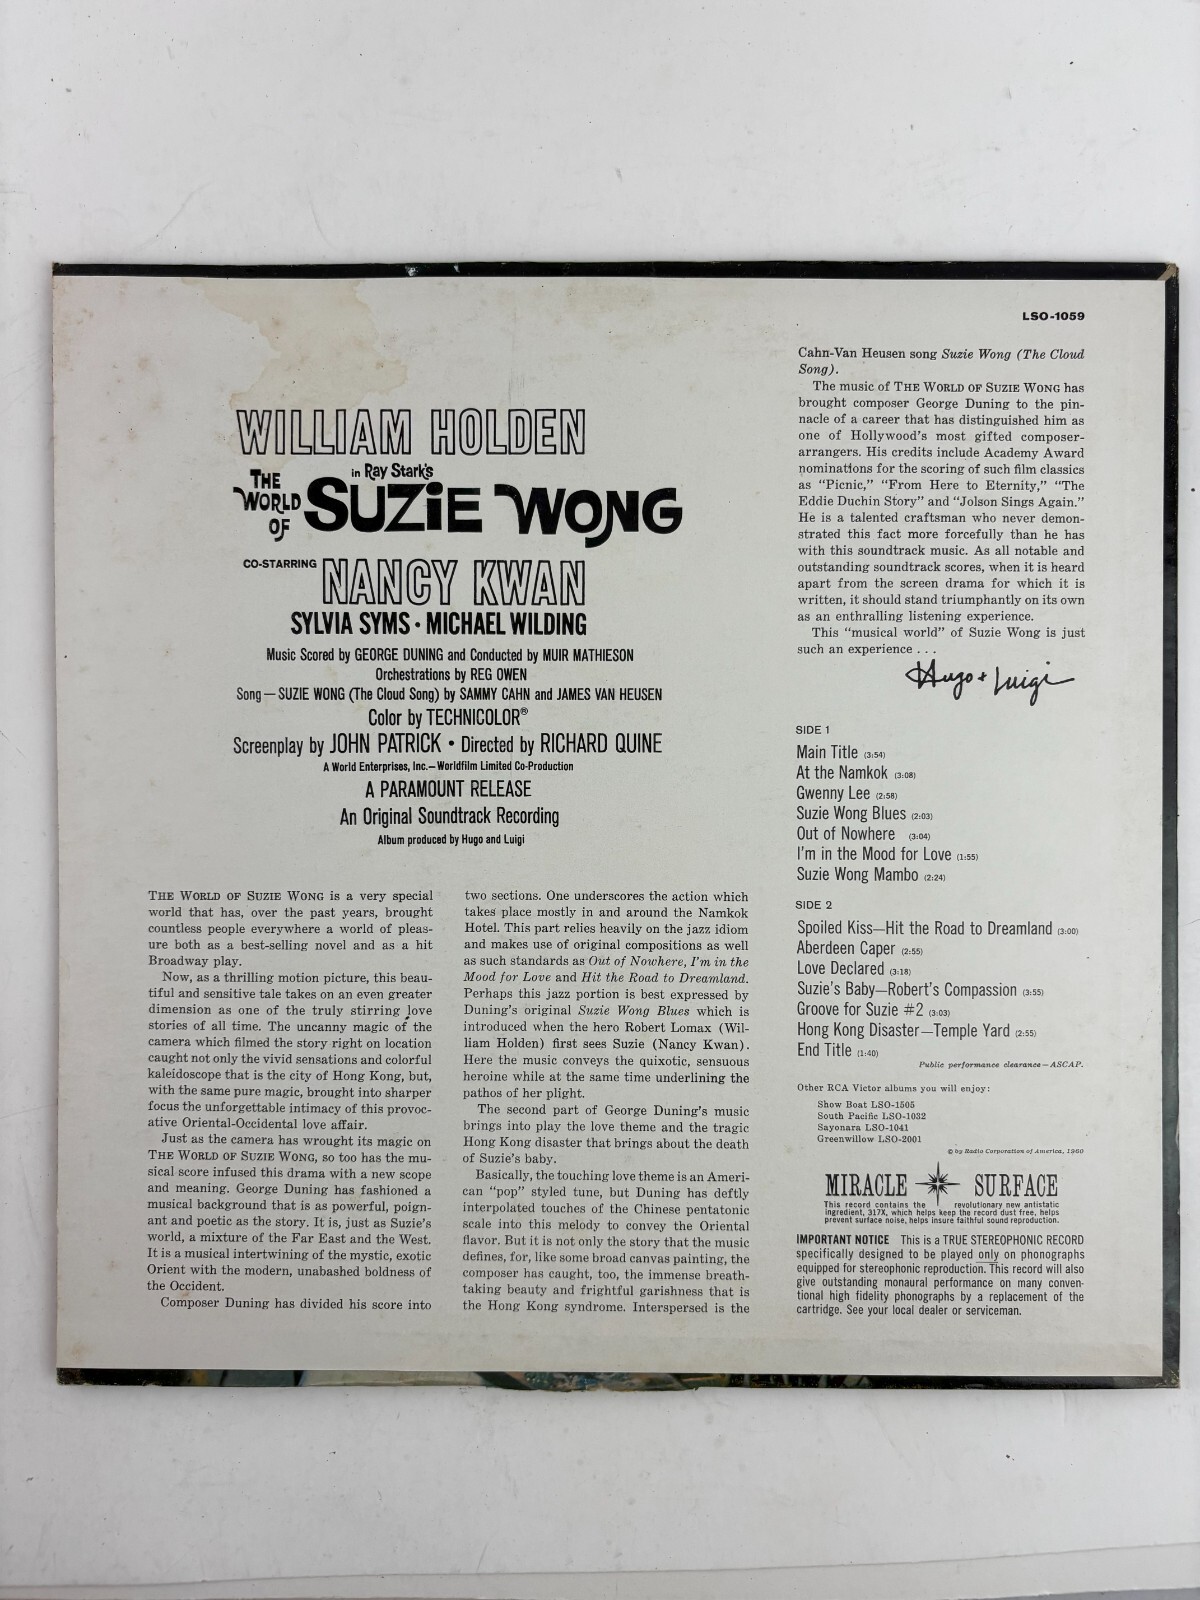 LSO-1059
WILLIAM HOLDEN
in Ray Stark's
THE WORLD OF SUZiE WONG
CO-STARRING NANCY KWAN
SYLVIA SYMS • MICHAEL WILDING
Music Scored by GEORGE DUNING and Conducted by MUIR MATHIESON
Orchestrations by REG OWEN
Song — SUZIE WONG (The Cloud Song) by SAMMY CAHN and JAMES VAN HEUSEN
Color by TECHNICOLOR®
Screenplay by JOHN PATRICK • Directed by RICHARD QUINE
A World Enterprises, Inc.—Worldfilm Limited Co-Production
A PARAMOUNT RELEASE
An Original Soundtrack Recording
Album produced by Hugo and Luigi
THE WORLD OF SUZIE WONG is a very special
world that has, over the past years, brought
countless people everywhere a world of pleas-
ure both as a best-selling novel and as a hit
Broadway play.
Now, as a thrilling motion picture, this beau-
tiful and sensitive tale takes on an even greater
dimension as one of the truly stirring love
stories of all time. The uncanny magic of the
camera which filmed the story right on location
caught not only the vivid sensations and colorful
kaleidoscope that is the city of Hong Kong, but,
with the same pure magic, brought into sharper
focus the unforgettable intimacy of this provoc-
ative Oriental-Occidental love affair.
Just as the camera has wrought its magic on
THE WORLD OF SUZIE WONG, so too has the mu-
sical score infused this drama with a new scope
and meaning. George Duning has fashioned a
musical background that is as powerful, poign-
ant and poetic as the story. It is, just as Suzie's
world, a mixture of the Far East and the West.
It is a musical intertwining of the mystic, exotic
Orient with the modern, unabashed boldness of
the Occident.
Composer Duning has divided his score into
two sections. One underscores the action which
takes place mostly in and around the Namkok
Hotel. This part relies heavily on the jazz idiom
and makes use of original compositions as well
as such standards as Out of Nowhere, I'm in the
Mood for Love and Hit the Road to Dreamland.
Perhaps this jazz portion is best expressed by
Duning's original Suzie Wong Blues which is
introduced when the hero Robert Lomax (Wil-
liam Holden) first sees Suzie (Nancy Kwan).
Here the music conveys the quixotic, sensuous
heroine while at the same time underlining the
pathos of her plight.
The second part of George Duning's music
brings into play the love theme and the tragic
Hong Kong disaster that brings about the death
of Suzie's baby.
Basically, the touching love theme is an Ameri-
can "pop" styled tune, but Duning has deftly
interpolated touches of the Chinese pentatonic
scale into this melody to convey the Oriental
flavor. But it is not only the story that the music
defines, for, like some broad canvas painting, the
composer has caught, too, the immense breath-
taking beauty and frightful garishness that is
the Hong Kong syndrome. Interspersed is the
Cahn-Van Heusen song Suzie Wong (The Cloud
Song).
The music of THE WORLD OF SUZIE WONG has
brought composer George Duning to the pin-
nacle of a career that has distinguished him as
one of Hollywood's most gifted composer-
arrangers. His credits include Academy Award
nominations for the scoring of such film classics
as "Picnic," "From Here to Eternity," "The
Eddie Duchin Story" and "Jolson Sings Again."
He is a talented craftsman who never demon-
strated this fact more forcefully than he has
with this soundtrack music. As all notable and
outstanding soundtrack scores, when it is heard
apart from the screen drama for which it is
written, it should stand triumphantly on its own
as an enthralling listening experience.
This "musical world" of Suzie Wong is just
such an experience . . .
Hugo + Luigi
SIDE 1
Main Title (3:54)
At the Namkok (3:08)
Gwenny Lee (2:58)
Suzie Wong Blues (2:03)
Out of Nowhere (3:04)
I'm in the Mood for Love (1:55)
Suzie Wong Mambo (2:24)
SIDE 2
Spoiled Kiss—Hit the Road to Dreamland (3:00)
Aberdeen Caper (2:55)
Love Declared (3:18)
Suzie's Baby—Robert's Compassion (3:55)
Groove for Suzie #2 (3:03)
Hong Kong Disaster—Temple Yard (2:55)
End Title (1:40)
Public performance clearance—ASCAP.
Other RCA Victor albums you will enjoy:
Show Boat LSO-1505
South Pacific LSO-1032
Sayonara LSO-1041
Greenwillow LSO-2001
© by Radio Corporation of America, 1960
MIRACLE SURFACE
This record contains the revolutionary new antistatic
ingredient, 317X, which helps keep the record dust free, helps
prevent surface noise, helps insure faithful sound reproduction.
IMPORTANT NOTICE This is a TRUE STEREOPHONIC RECORD
specifically designed to be played only on phonographs
equipped for stereophonic reproduction. This record will also
give outstanding monaural performance on many conven-
tional high fidelity phonographs by a replacement of the
cartridge. See your local dealer or serviceman.